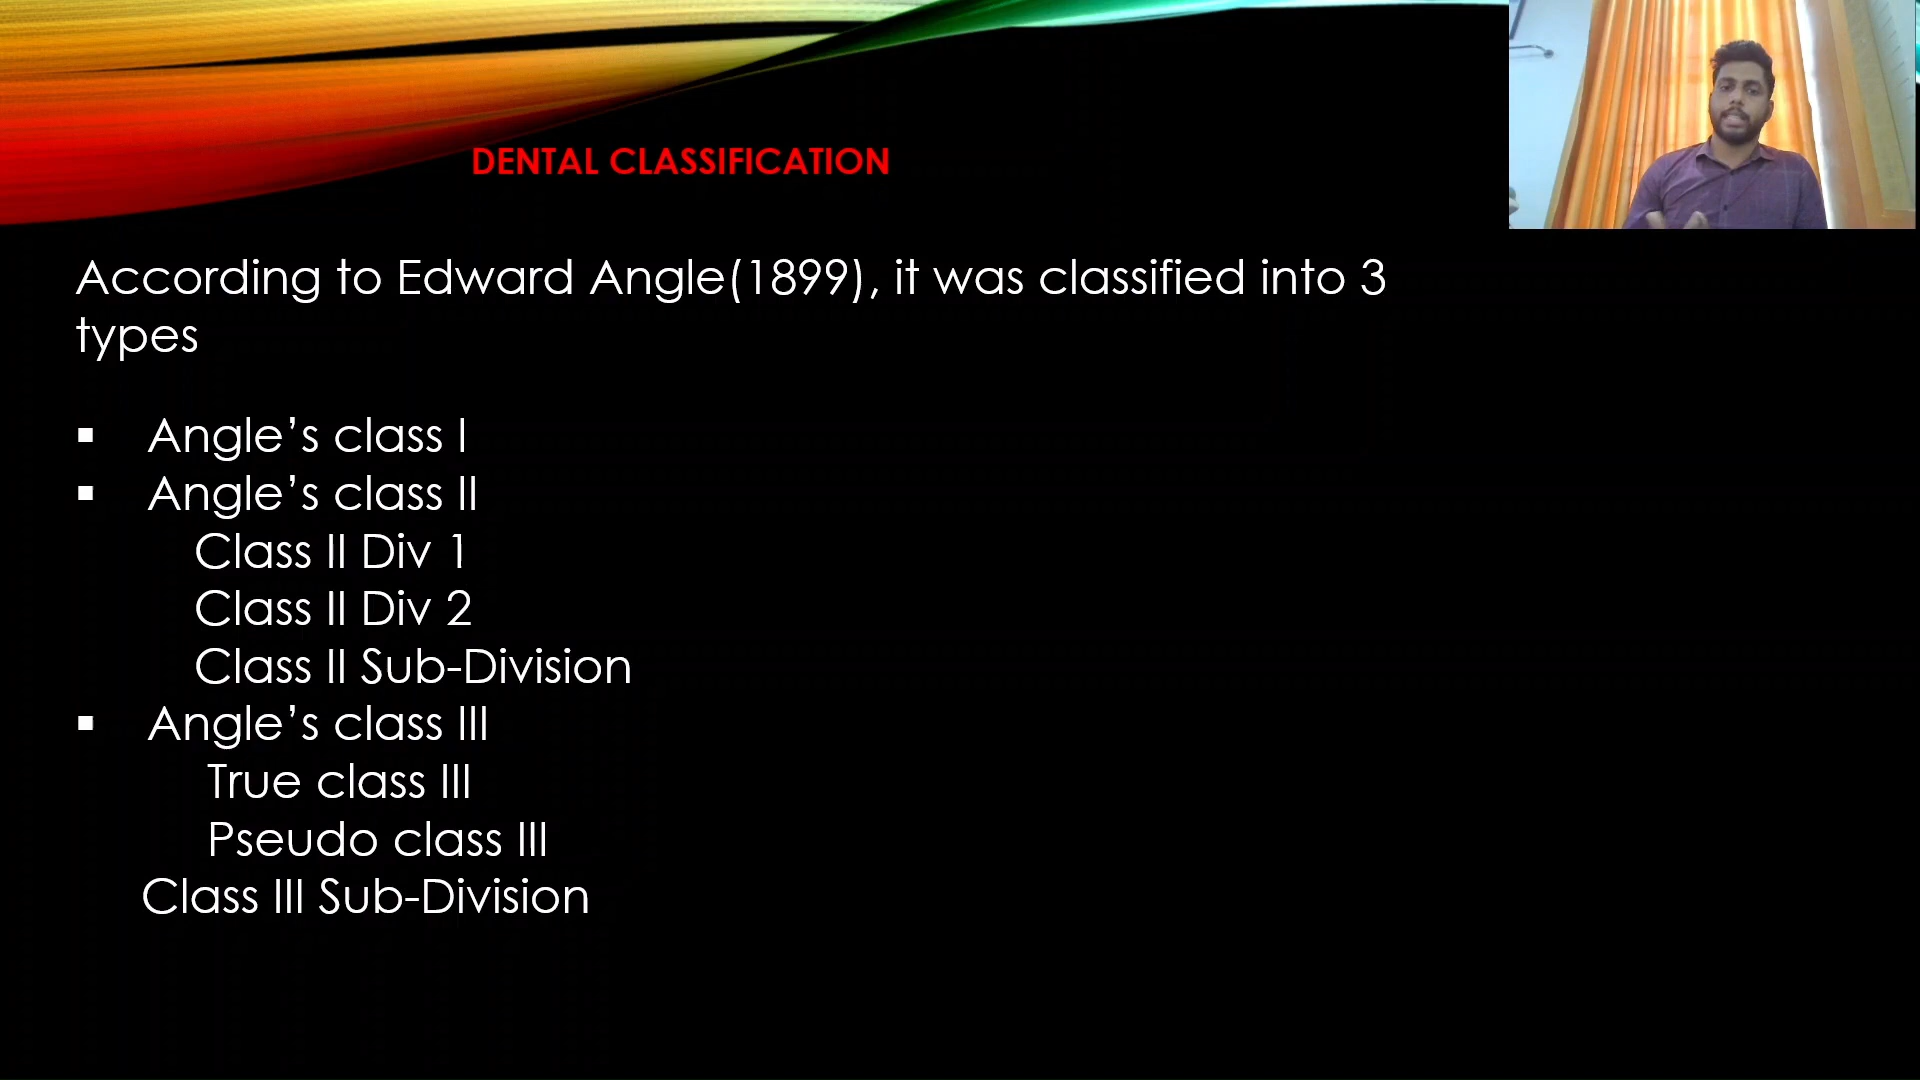 DENTAL CLASSIFICATION
According to Edward Angle(1899), it was classified into 3
types
▪ Angle’s class I
▪ Angle’s class II
Class II Div 1
Class II Div 2
Class II Sub-Division
▪ Angle’s class III
True class III
Pseudo class III
Class III Sub-Division